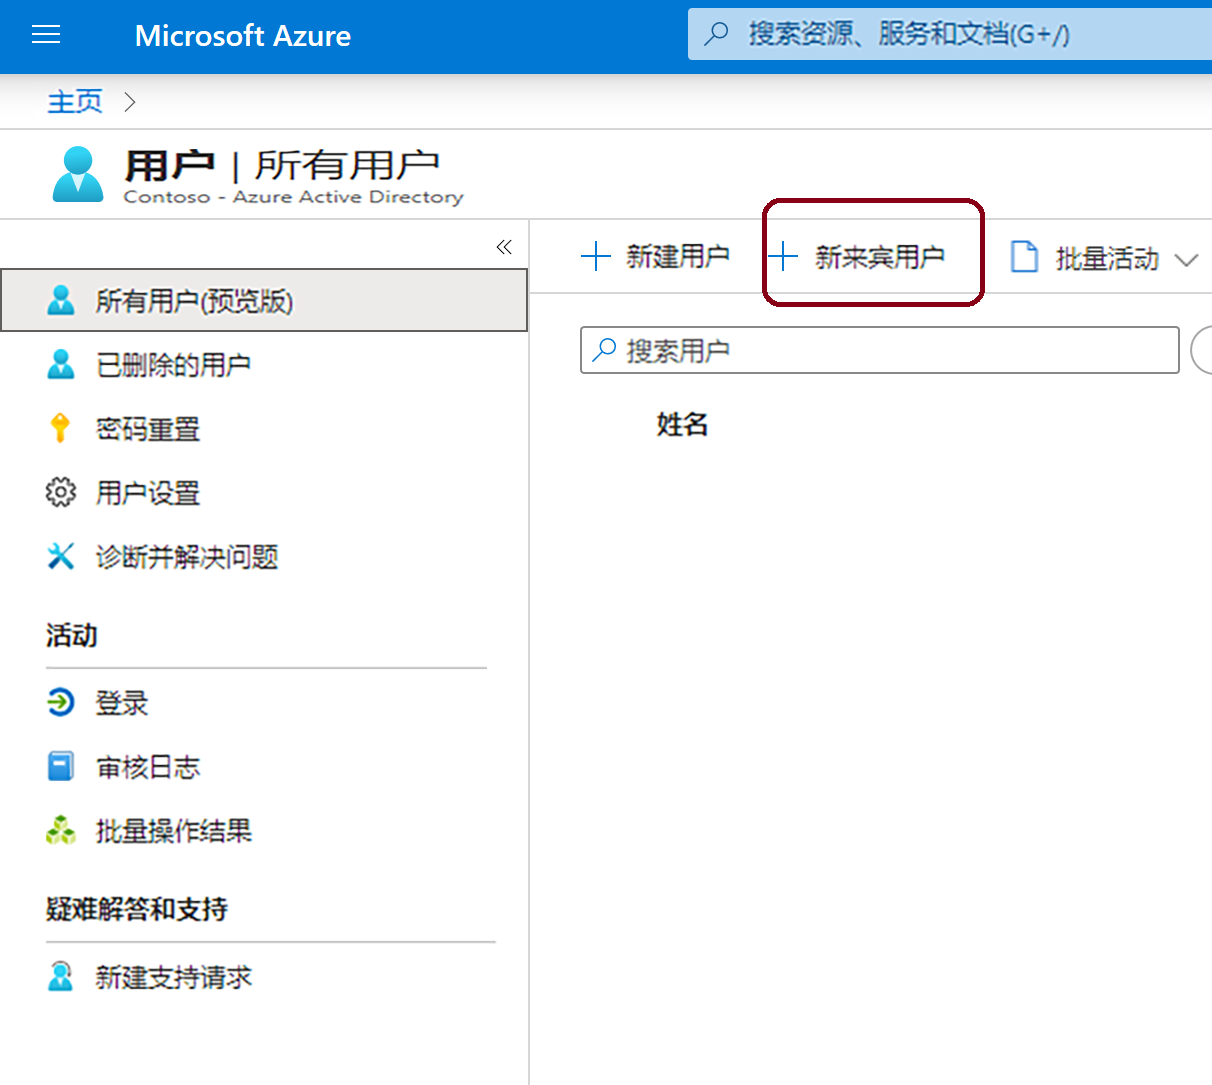 Microsoft Azure
搜索资源、服务和文档(G+/)
主页
用户 | 所有用户
Contoso - Azure Active Directory
新建用户
新来宾用户
批量活动
所有用户(预览版)
搜索用户
已删除的用户
姓名
密码重置
用户设置
诊断并解决问题
活动
登录
审核日志
批量操作结果
疑难解答和支持
新建支持请求